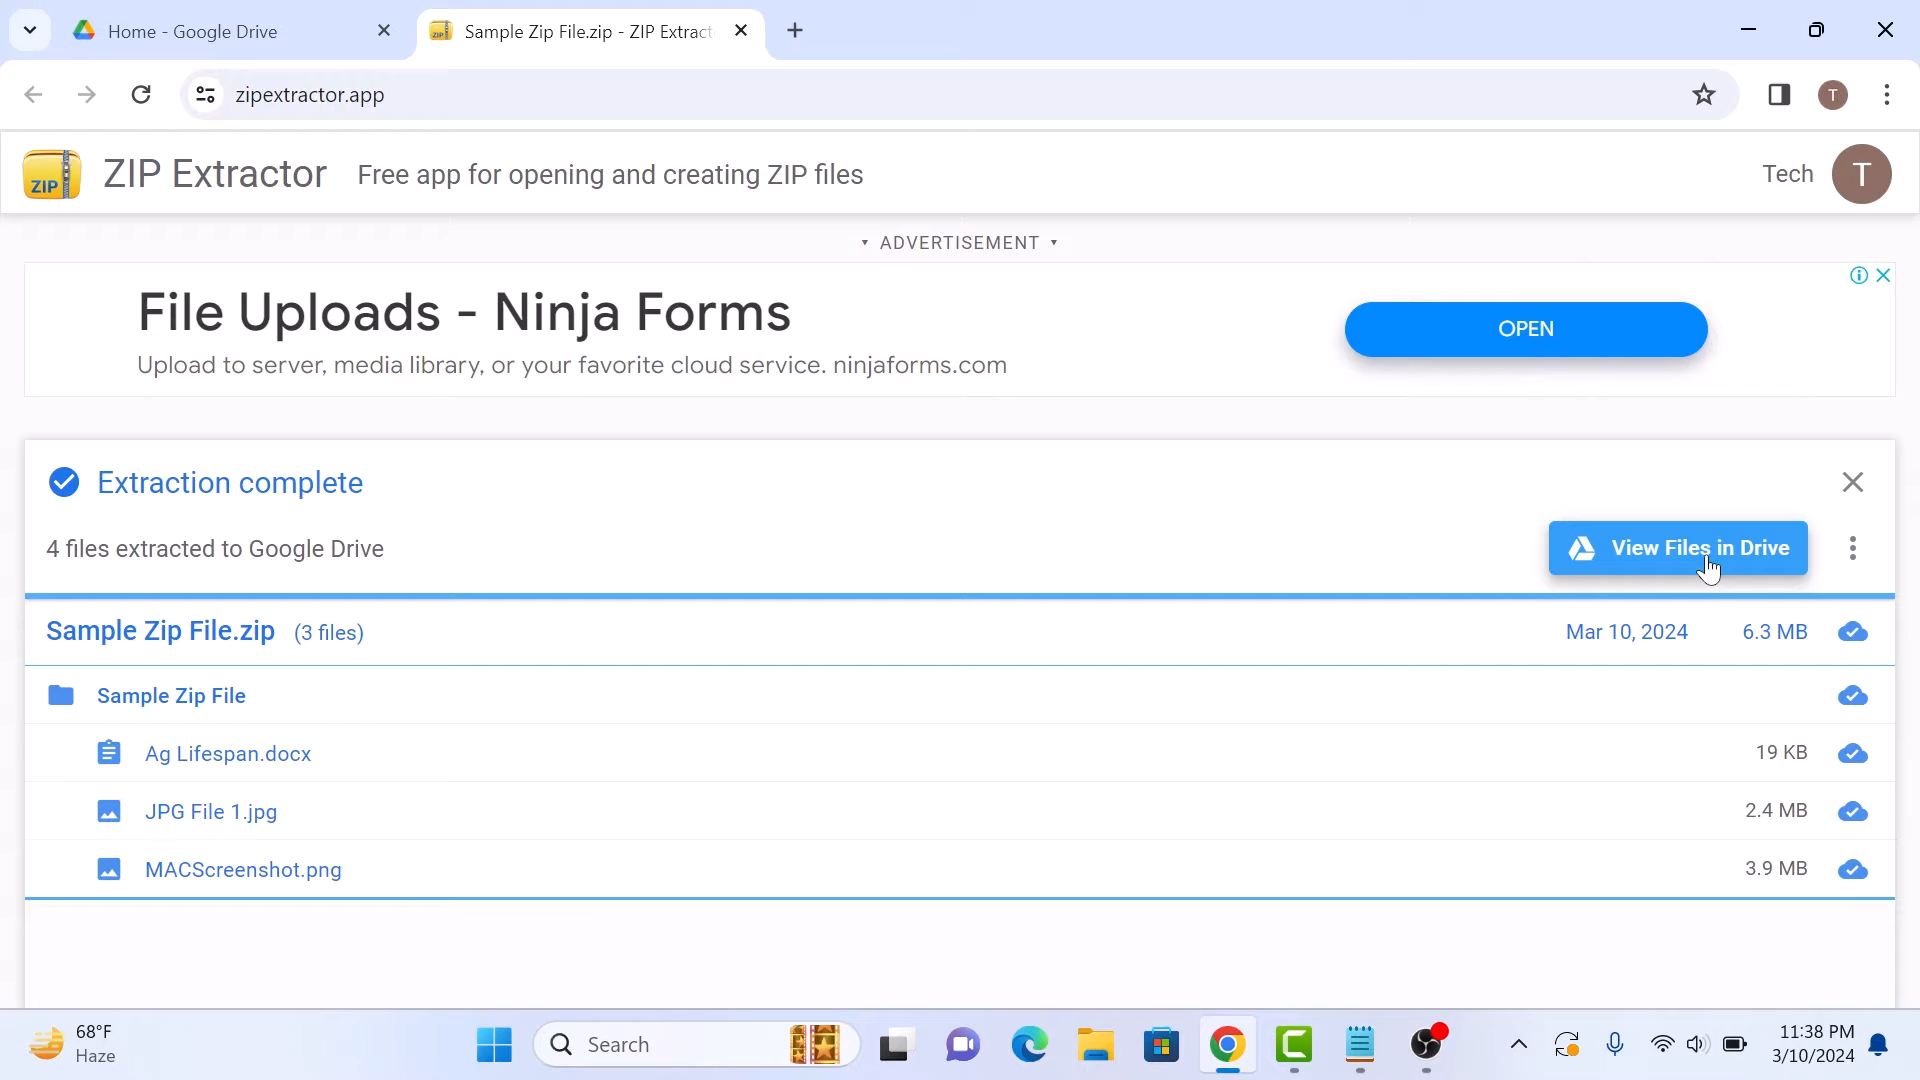 Home - Google Drive
Sample Zip File.zip - ZIP Extract
zipextractor.app
T
ZIP
ZIP Extractor
Free app for opening and creating ZIP files
Tech
T
ADVERTISEMENT
File Uploads - Ninja Forms
Upload to server, media library, or your favorite cloud service. ninjaforms.com
OPEN
Extraction complete
4 files extracted to Google Drive
View Files in Drive
Sample Zip File.zip (3 files)
Mar 10, 2024
6.3 MB
Sample Zip File
Ag Lifespan.docx
19 KB
JPG File 1.jpg
2.4 MB
MACScreenshot.png
3.9 MB
68°F
Haze
Search
11:38 PM
3/10/2024